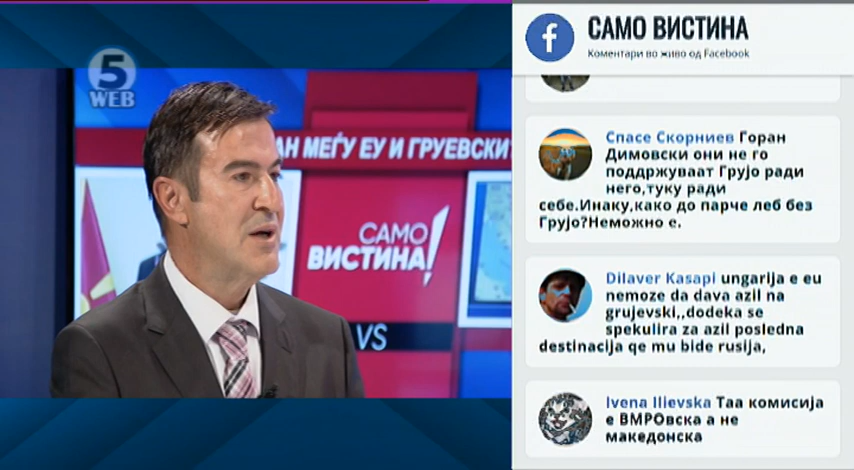 5
WEB
АН МЕЃУ ЕУ И ГРУЕВСКИ
САМО
ВИСТИНА!
VS
f
САМО ВИСТИНА
Коментари во живо од Facebook
Спасе Скорниев Горан
Димовски они не го
поддржуваат Грујо ради
него,туку ради
себе.Инаку,како до парче леб без
Грујо?Неможно е.
Dilaver Kasapi ungarija e eu
nemoze da dava azil na
grujevski,,dodeka se
spekulira za azil posledna
destinacija qe mu bide rusija,
Ivena Ilievska Таа комисија
е ВМРОвска а не
македонска